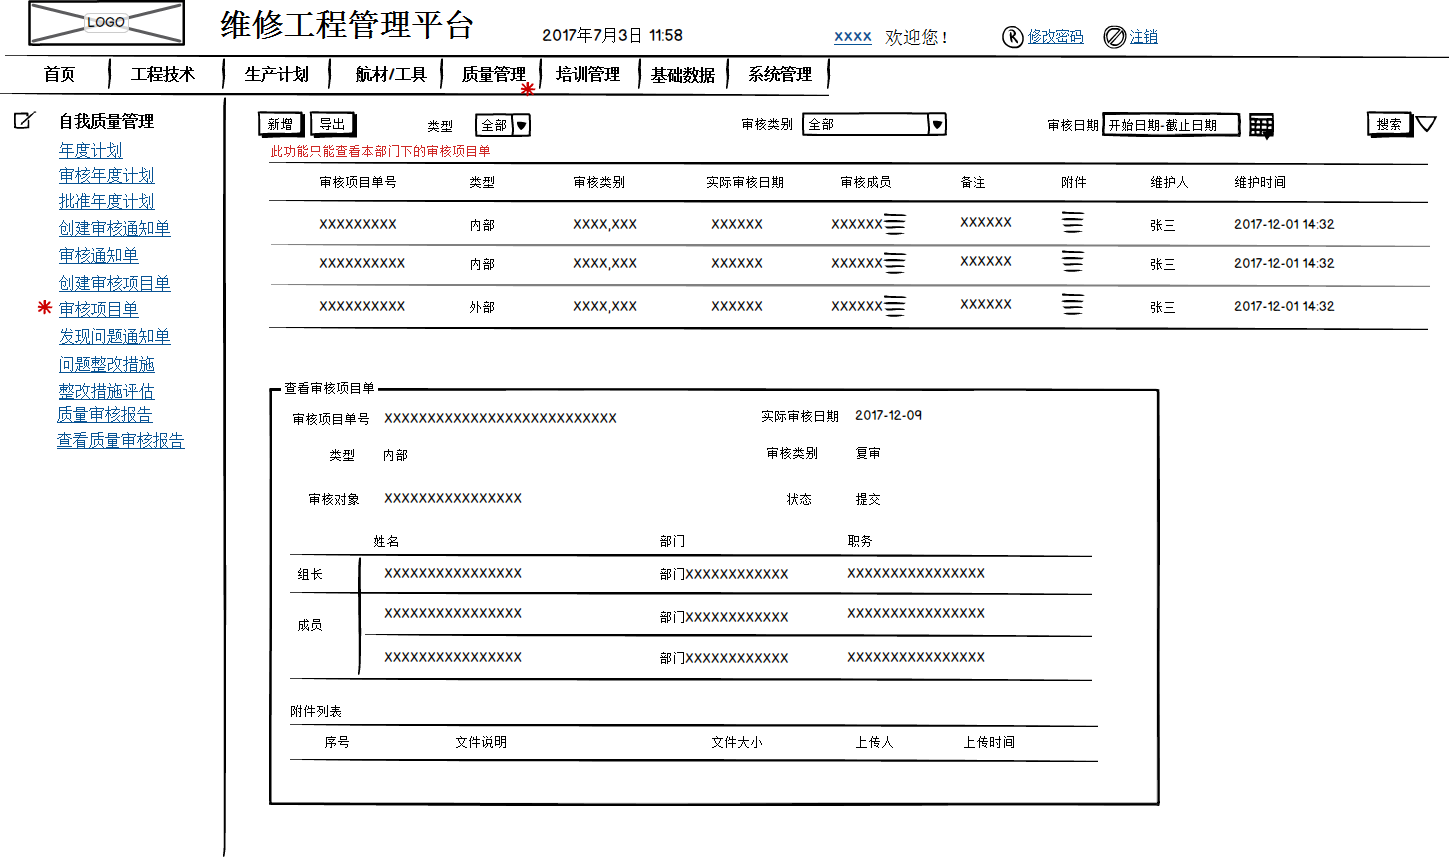 LOGO 维修工程管理平台 2017年7月3日 11:58 xxxx 欢迎您！ R 修改密码 注销
首页 工程技术 生产计划 航材/工具 质量管理 培训管理 基础数据 系统管理
自我质量管理
年度计划
审核年度计划
批准年度计划
创建审核通知单
审核通知单
创建审核项目单
审核项目单
发现问题通知单
问题整改措施
整改措施评估
质量审核报告
查看质量审核报告
新增 导出 类型 全部 审核类别 全部 审核日期 开始日期-截止日期 搜索
此功能只能查看本部门下的审核项目单
审核项目单号 类型 审核类别 实际审核日期 审核成员 备注 附件 维护人 维护时间
XXXXXXXXX 内部 XXXX,XXX XXXXXX XXXXXX XXXXXX 张三 2017-12-01 14:32
XXXXXXXXXX 内部 XXXX,XXX XXXXXX XXXXXX XXXXXX 张三 2017-12-01 14:32
XXXXXXXXXX 外部 XXXX,XXX XXXXXX XXXXXX XXXXXX 张三 2017-12-01 14:32
查看审核项目单
审核项目单号 XXXXXXXXXXXXXXXXXXXXXXXXXXX 实际审核日期 2017-12-09
类型 内部 审核类别 复审
审核对象 XXXXXXXXXXXXXXXX 状态 提交
姓名 部门 职务
组长 XXXXXXXXXXXXXXXX 部门XXXXXXXXXXXX XXXXXXXXXXXXXXXX
成员 XXXXXXXXXXXXXXXX 部门XXXXXXXXXXXX XXXXXXXXXXXXXXXX
XXXXXXXXXXXXXXXX 部门XXXXXXXXXXXX XXXXXXXXXXXXXXXX
附件列表
序号 文件说明 文件大小 上传人 上传时间